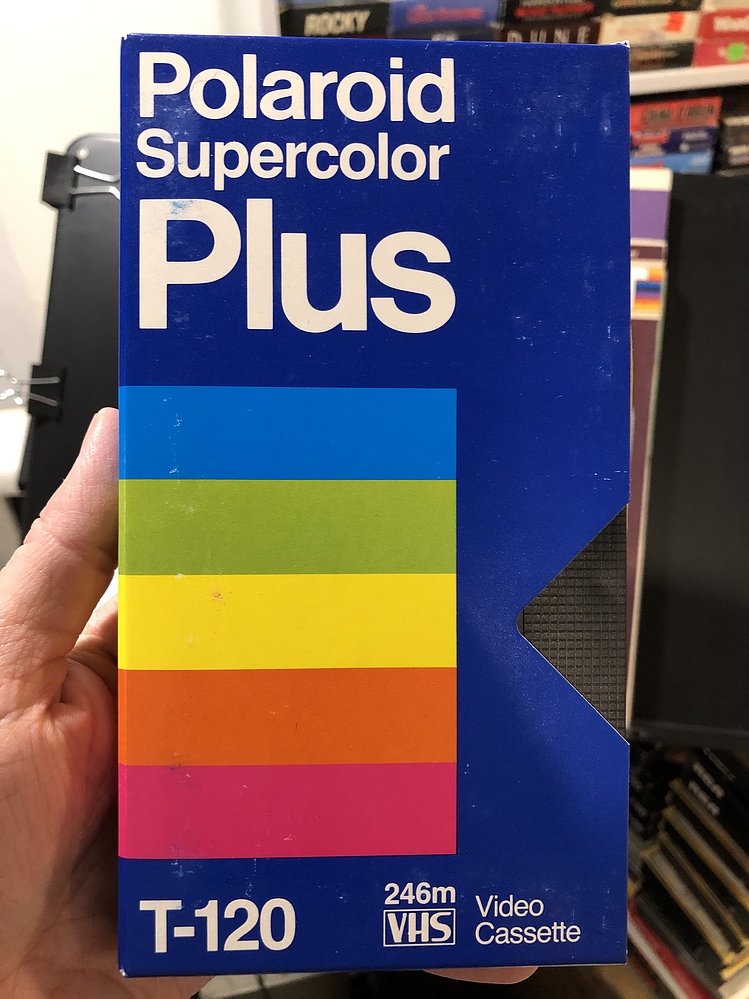 ROCKY
DUNE
Polaroid
Supercolor
Plus
T-120
246m
VHS
Video
Cassette